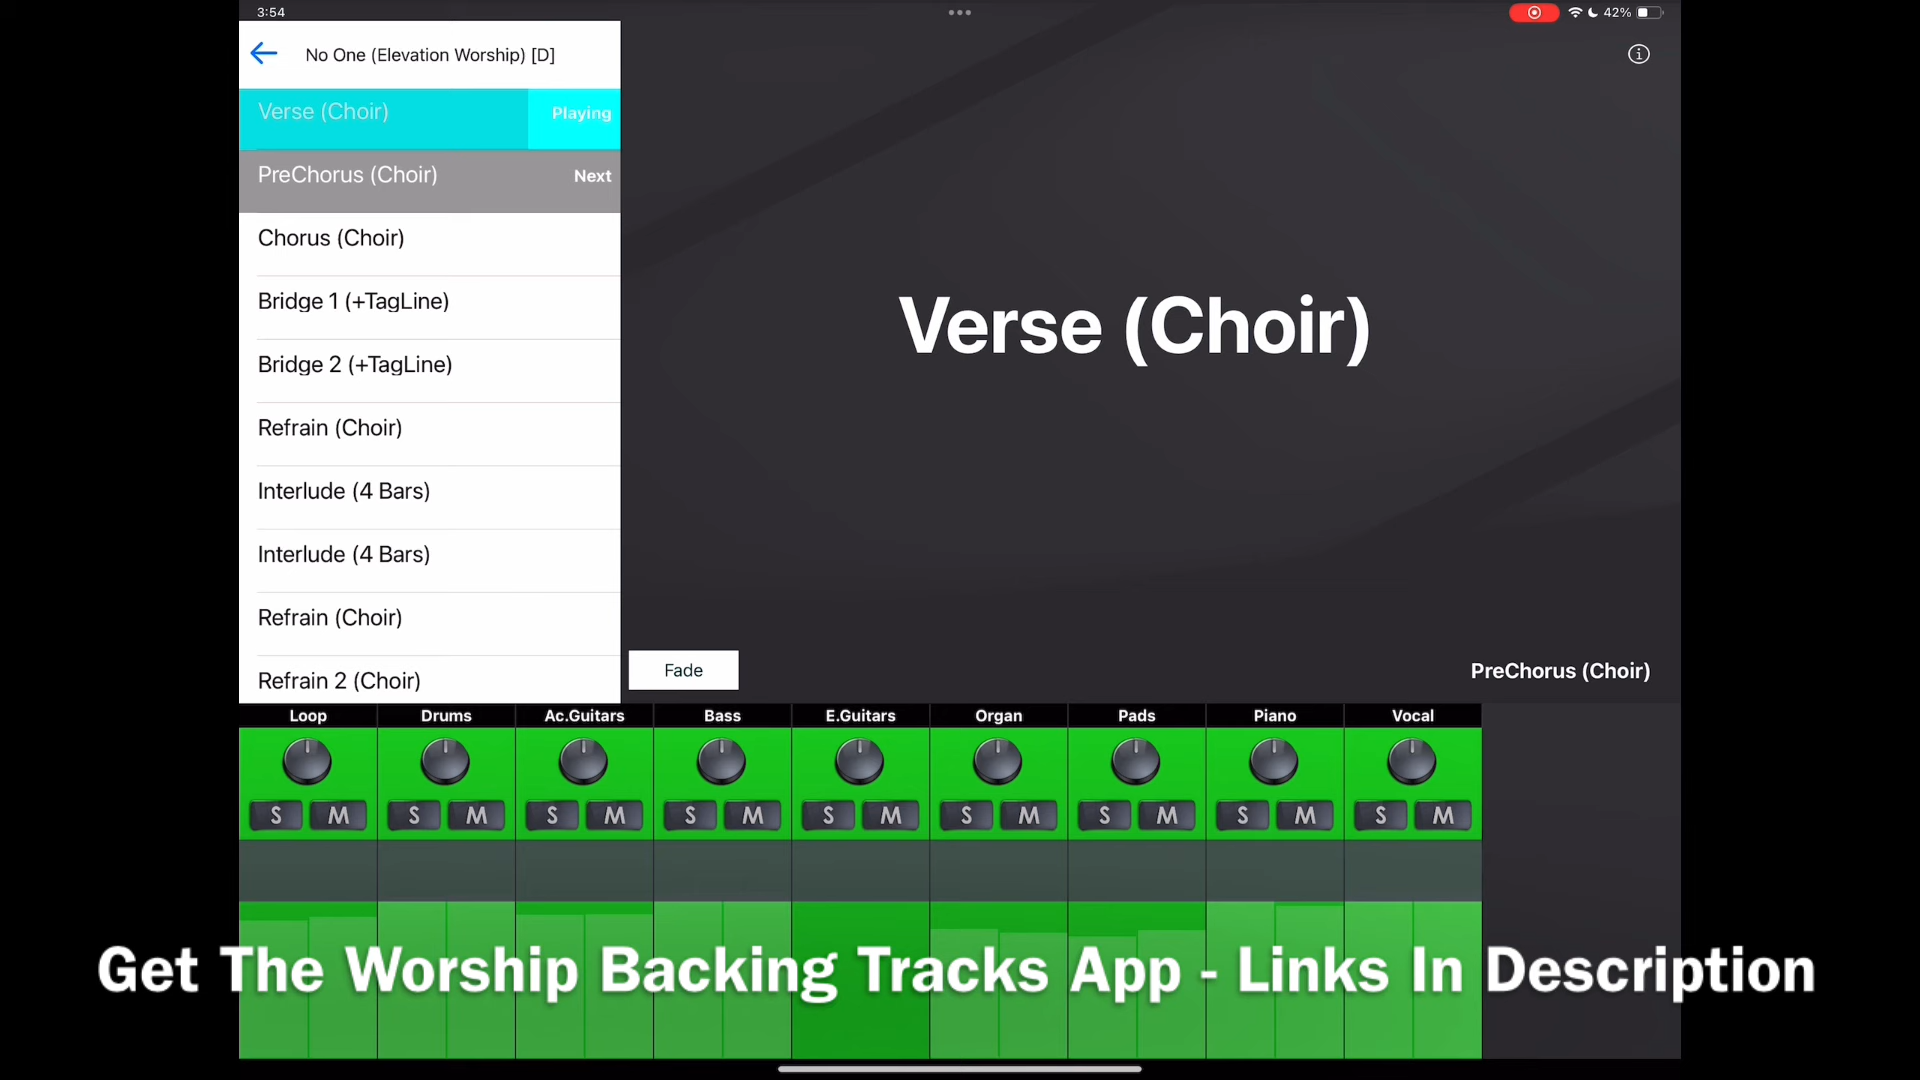 3:54
42%
No One (Elevation Worship) [D]
Verse (Choir) Playing
PreChorus (Choir) Next
Chorus (Choir)
Bridge 1 (+TagLine)
Bridge 2 (+TagLine)
Refrain (Choir)
Interlude (4 Bars)
Interlude (4 Bars)
Refrain (Choir)
Refrain 2 (Choir)
Verse (Choir)
Fade
PreChorus (Choir)
Loop Drums Ac.Guitars Bass E.Guitars Organ Pads Piano Vocal
S M S M S M S M S M S M S M S M S M
Get The Worship Backing Tracks App - Links In Description